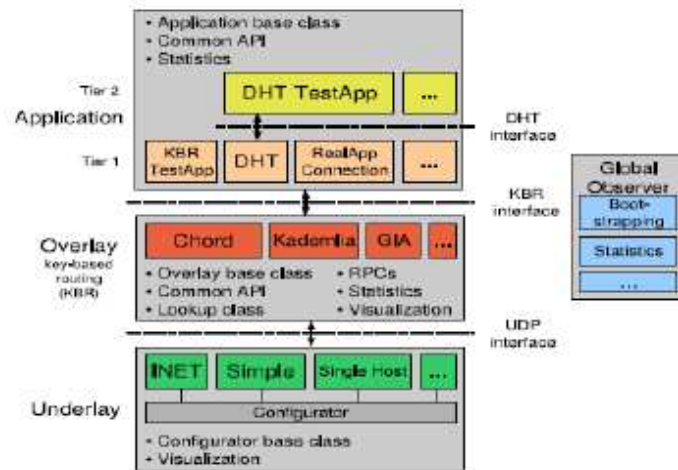 • Application base class
• Common API
• Statistics
Tier 2
DHT TestApp
...
Application
DHT
interface
Tier 1
KBR
TestApp
DHT
RealApp
Connection
...
KBR
interface
Global
Observer
Boot-
strapping
Statistics
...
Overlay
key-based
routing
(KBR)
Chord
Kademlia
GIA
...
• Overlay base class
• Common API
• Lookup class
• RPCs
• Statistics
• Visualization
UDP
interface
Underlay
INET
Simple
Single Host
...
Configurator
• Configurator base class
• Visualization